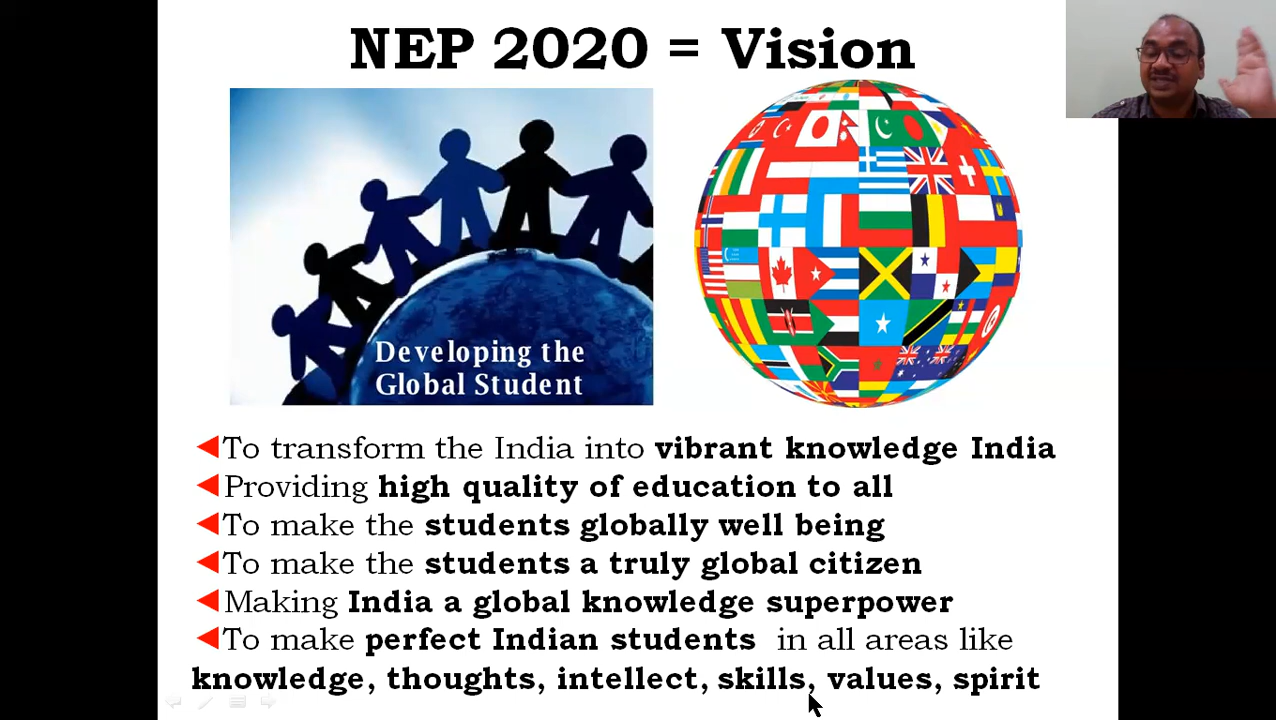 NEP 2020 = Vision
Developing the
Global Student
To transform the India into vibrant knowledge India
Providing high quality of education to all
To make the students globally well being
To make the students a truly global citizen
Making India a global knowledge superpower
To make perfect Indian students in all areas like
knowledge, thoughts, intellect, skills, values, spirit